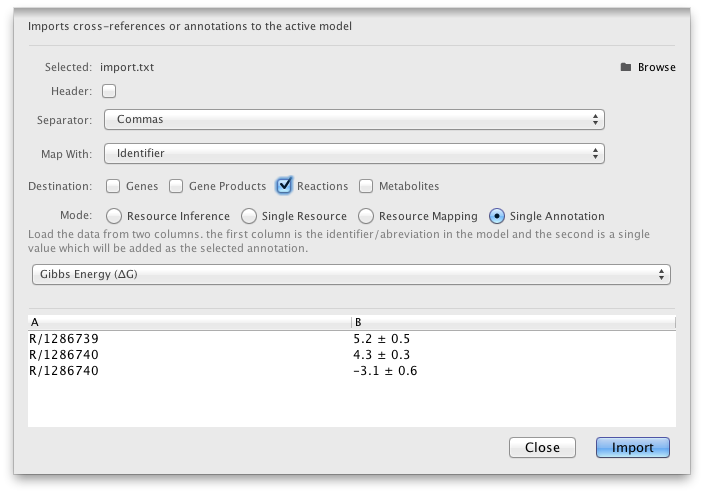 Imports cross-references or annotations to the active model
Selected: import.txt Browse
Header:
Separator: Commas
Map With: Identifier
Destination: Genes Gene Products Reactions Metabolites
Mode: Resource Inference Single Resource Resource Mapping Single Annotation
Load the data from two columns. the first column is the identifier/abreviation in the model and the second is a single
value which will be added as the selected annotation.
Gibbs Energy (ΔG)
A B
R/1286739 5.2 ± 0.5
R/1286740 4.3 ± 0.3
R/1286740 -3.1 ± 0.6
Close Import